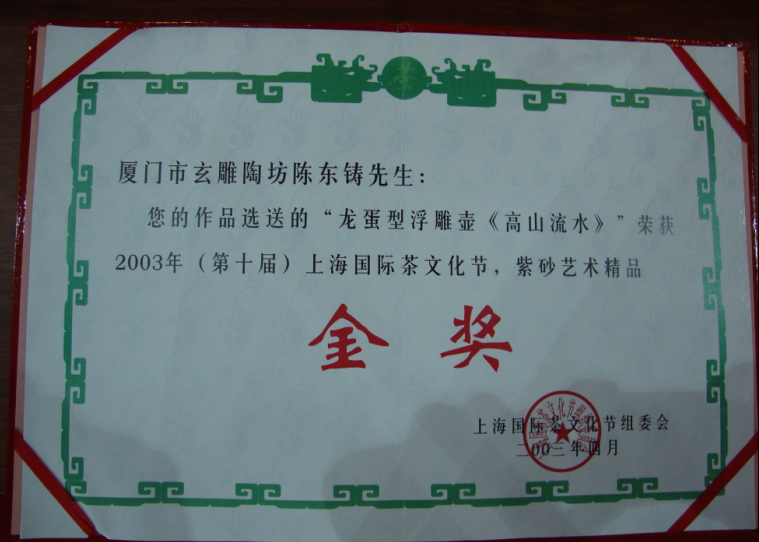 厦门市玄雕陶坊陈东铸先生：
您的作品选送的“龙蛋型浮雕壶《高山流水》”荣获
2003年（第十届）上海国际茶文化节，紫砂艺术精品
金奖
上海国际茶文化节组委会
二00三年四月